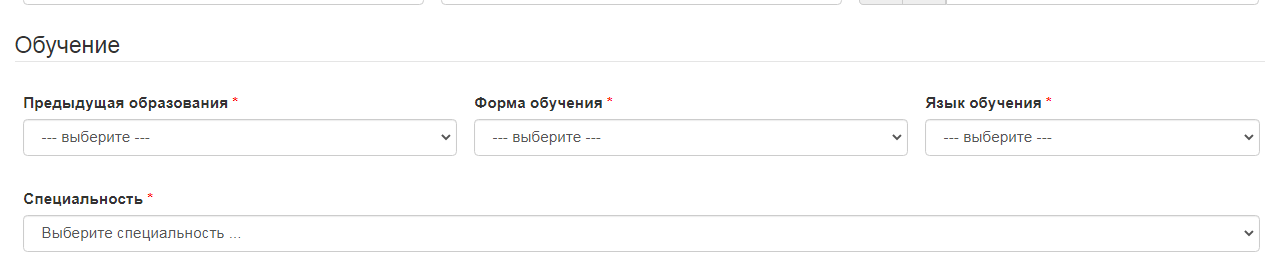 Обучение
Предыдущая образования * Форма обучения * Язык обучения *
--- выберите --- --- выберите --- --- выберите ---
Специальность *
Выберите специальность ...